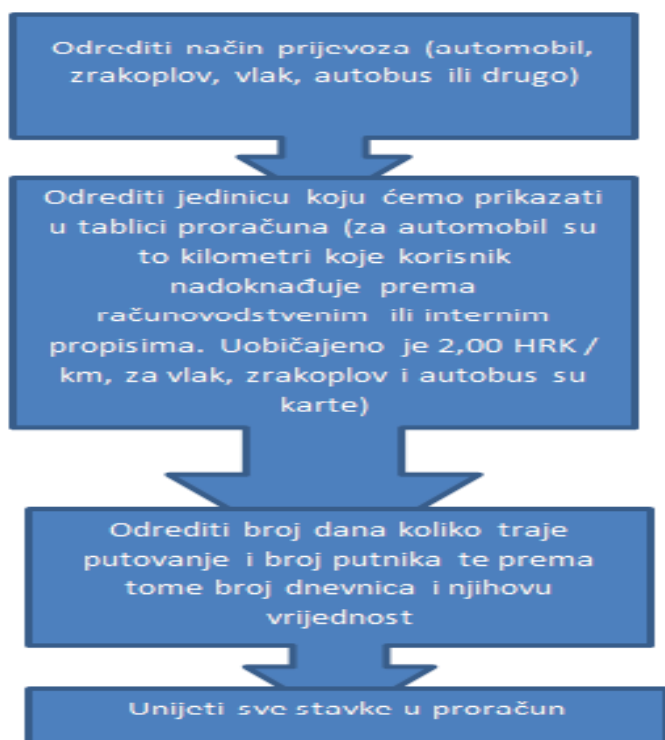 Odrediti način prijevoza (automobil,
zrakoplov, vlak, autobus ili drugo)
Odrediti jedinicu koju ćemo prikazati
u tablici proračuna (za automobil su
to kilometri koje korisnik
nadoknađuje prema
računovodstvenim ili internim
propisima. Uobičajeno je 2,00 HRK /
km, za vlak, zrakoplov i autobus su
karte)
Odrediti broj dana koliko traje
putovanje i broj putnika te prema
tome broj dnevnica i njihovu
vrijednost
Unijeti sve stavke u proračun